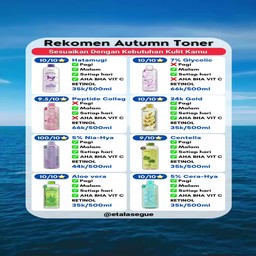 Rekomen Autumn Toner
Sesuaikan Dengan Kebutuhan Kulit Kamu
10/10 Hatamugi
Pagi
Malam
Setiap hari
AHA BHA VIT C
RETINOL
35k/500ml
10/10 7% Glycolic
Pagi
Malam
Setiap hari
AHA BHA VIT C
RETINOL
66k/500ml
9.5/10 Peptide Collag
Pagi
Malam
Setiap hari
AHA BHA VIT C
RETINOL
66k/500ml
10/10 24k Gold
Pagi
Malam
Setiap hari
AHA BHA VIT C
RETINOL
35k/500ml
100/10 5% Nia-Hya
Pagi
Malam
Setiap hari
AHA BHA VIT C
RETINOL
44k/500ml
9/10 Centella
Pagi
Malam
Setiap hari
AHA BHA VIT C
RETINOL
35k/500ml
10/10 Aloe vera
Pagi
Malam
Setiap hari
AHA BHA VIT C
RETINOL
35k/500ml
10/10 5% Cera-Hya
Pagi
Malam
Setiap hari
AHA BHA VIT C
RETINOL
35k/500ml
@etalasegue